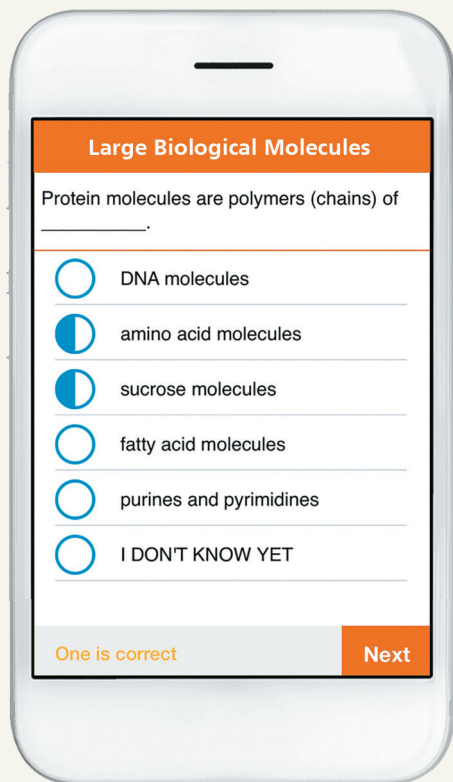 Large Biological Molecules
Protein molecules are polymers (chains) of
___________.
DNA molecules
amino acid molecules
sucrose molecules
fatty acid molecules
purines and pyrimidines
I DON'T KNOW YET
One is correct
Next